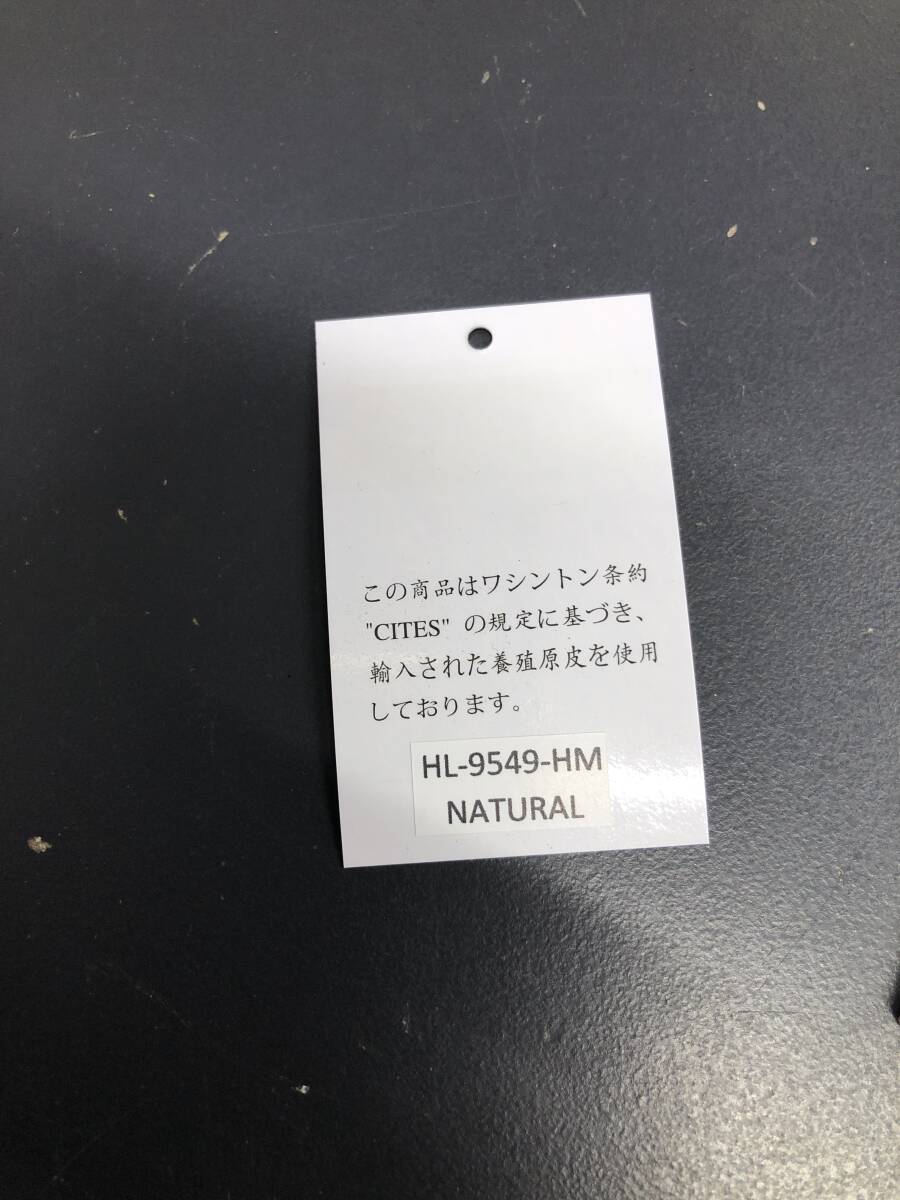 この商品はワシントン条約
"CITES" の規定に基づき、
輸入された養殖原皮を使用
しております。
HL-9549-HM
NATURAL